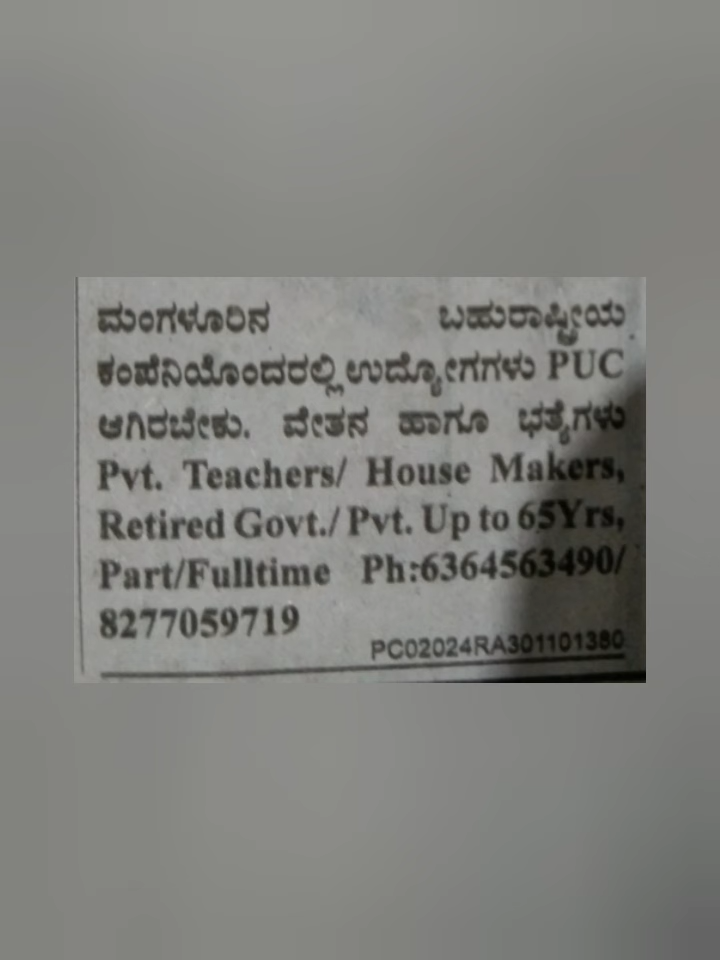 ಮಂಗಳೂರಿನ ಬಹುರಾಷ್ಟ್ರೀಯ
ಕಂಪೆನಿಯೊಂದರಲ್ಲಿ ಉದ್ಯೋಗಗಳು PUC
ಆಗಿರಬೇಕು. ವೇತನ ಹಾಗೂ ಭತ್ಯೆಗಳು
Pvt. Teachers/ House Makers,
Retired Govt./ Pvt. Up to 65Yrs,
Part/Fulltime Ph:6364563490/
8277059719
PC02024RA301101380